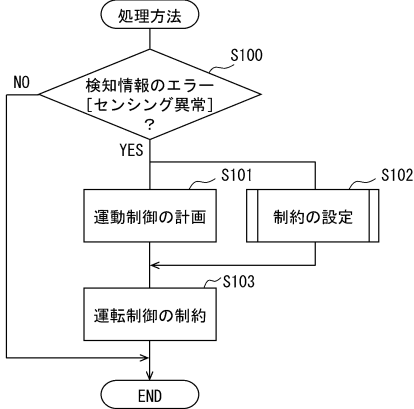 処理方法
S100
検知情報のエラー
[センシング異常]
？
NO
YES
S101
運動制御の計画
S102
制約の設定
S103
運転制御の制約
END